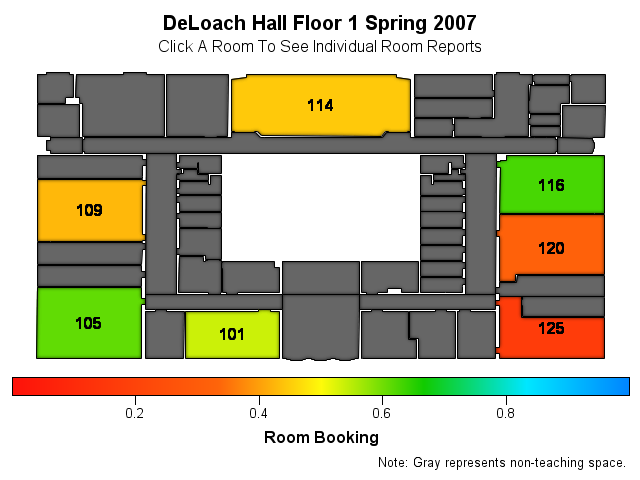 DeLoach Hall Floor 1 Spring 2007
Click A Room To See Individual Room Reports
114
116
109
120
105
101
125
0.2 0.4 0.6 0.8
Room Booking
Note: Gray represents non-teaching space.